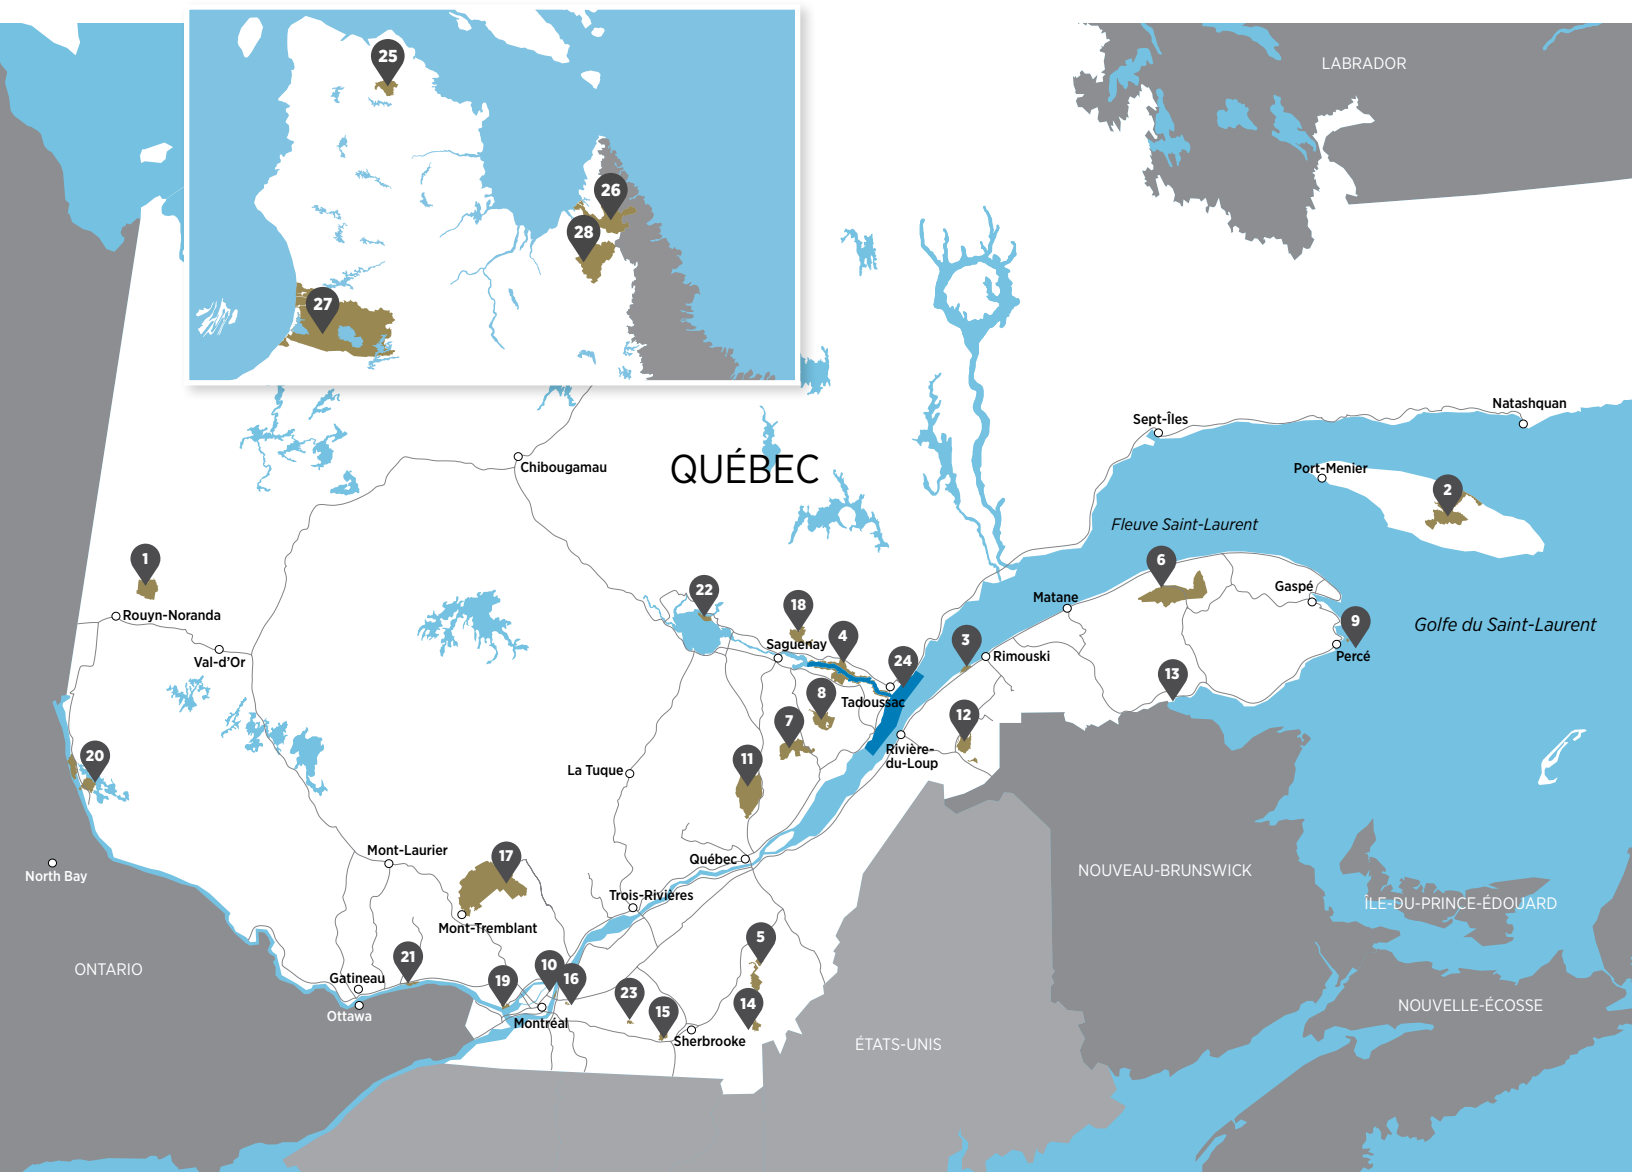 25
LABRADOR
26
28
27
Natashquan
Sept-Îles
Chibougamau
QUÉBEC
Port-Menier
2
Fleuve Saint-Laurent
1
6
22
Gaspé
Matane
18
Rouyn-Noranda
9
Golfe du Saint-Laurent
4
3
Saguenay
Percé
Rimouski
Val-d'Or
24
13
8
Tadoussac
12
7
Rivière-
du-Loup
20
11
La Tuque
Mont-Laurier
17
Québec
North Bay
NOUVEAU-BRUNSWICK
Trois-Rivières
ÎLE-DU-PRINCE-ÉDOUARD
Mont-Tremblant
5
21
10
ONTARIO
Gatineau
19
16
23
14
NOUVELLE-ÉCOSSE
15
Ottawa
Montréal
Sherbrooke
ÉTATS-UNIS